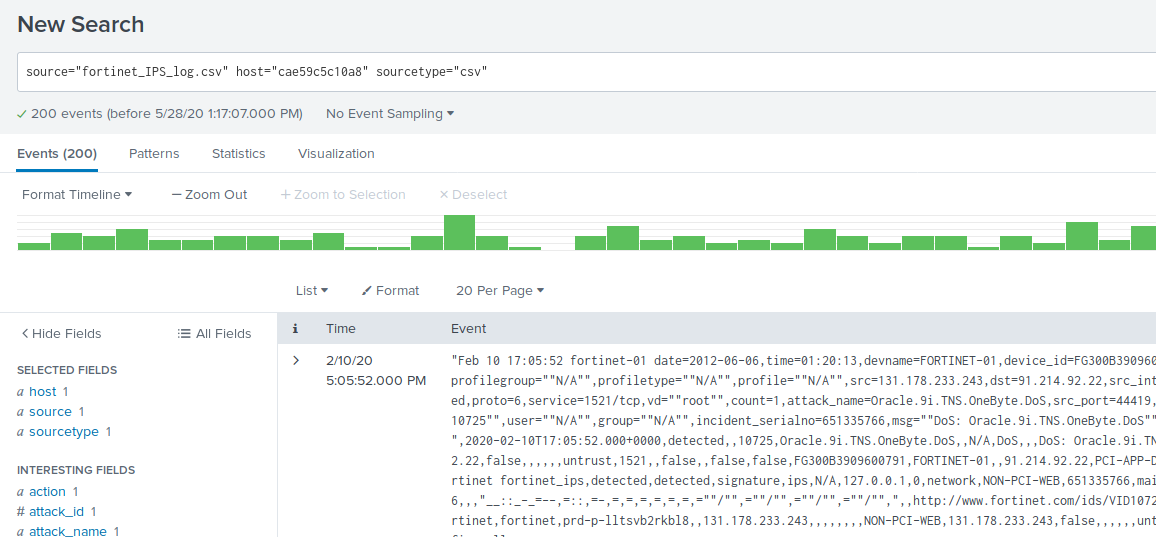 New Search
source="fortinet_IPS_log.csv" host="cae59c5c10a8" sourcetype="csv"
200 events (before 5/28/20 1:17:07.000 PM) No Event Sampling
Events (200) Patterns Statistics Visualization
Format Timeline — Zoom Out + Zoom to Selection × Deselect
List Format 20 Per Page
Hide Fields All Fields
i Time Event
SELECTED FIELDS
a host 1
a source 1
a sourcetype 1
INTERESTING FIELDS
a action 1
# attack_id 1
a attack_name 1
2/10/20
5:05:52.000 PM
"Feb 10 17:05:52 fortinet-01 date=2012-06-06,time=01:20:13,devname=FORTINET-01,device_id=FG300B3909600
profilegroup=""N/A"",profiletype=""N/A"",profile=""N/A"",src=131.178.233.243,dst=91.214.92.22,src_int
ed,proto=6,service=1521/tcp,vd=""root"",count=1,attack_name=Oracle.9i.TNS.OneByte.DoS,src_port=44419,
10725"",user=""N/A"",group=""N/A"",incident_serialno=651335766,msg=""DoS: Oracle.9i.TNS.OneByte.DoS""
",2020-02-10T17:05:52.000+0000,detected,,10725,Oracle.9i.TNS.OneByte.DoS,,N/A,DoS,,,DoS: Oracle.9i.TN
2.22,false,,,,,,untrust,1521,,false,,false,false,FG300B3909600791,FORTINET-01,,91.214.92.22,PCI-APP-D
rtinet fortinet_ips,detected,detected,signature,ips,N/A,127.0.0.1,0,network,NON-PCI-WEB,651335766,mai
6,,,"__::_-_=--,=::,=-,=,=,=,=,=,=,=""/"",=""/"",=""/"",=""/"",",,http://www.fortinet.com/ids/VID1072
rtinet,fortinet,prd-p-lltsvb2rkbl8,,131.178.233.243,,,,,,,,NON-PCI-WEB,131.178.233.243,false,,,,,,unt